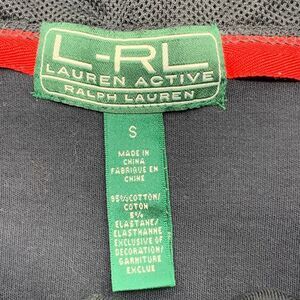 L-RL
LAUREN ACTIVE
RALPH LAUREN
S
MADE IN
CHINA
FABRIQUE EN
CHINE
95%COTTON/
COTON
5%
ELASTANE/
ELASTHANNE
EXCLUSIVE OF
DECORATION/
GARNITURE
EXCLUE